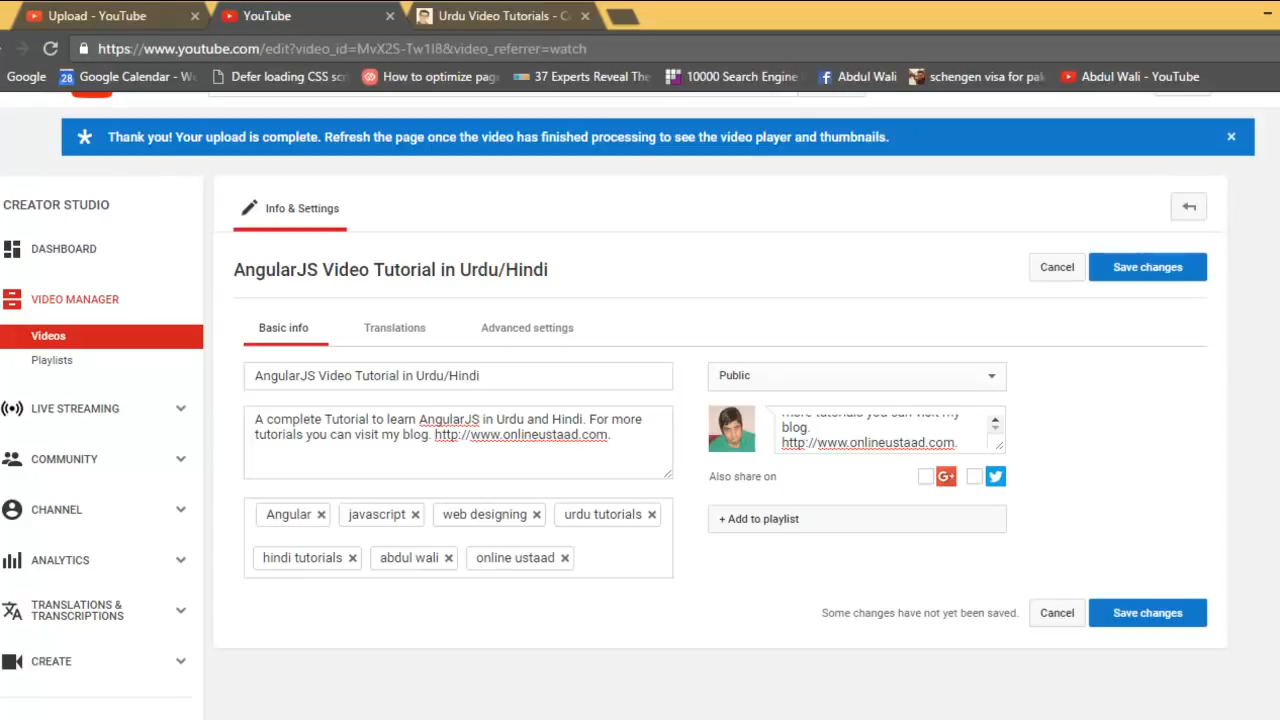 Upload - YouTube
YouTube
Urdu Video Tutorials - C
https://www.youtube.com/edit?video_id=MvX2S-Tw1I8&video_referrer=watch
Google
28
Google Calendar - W
Defer loading CSS scr
How to optimize pag
37 Experts Reveal The
10000 Search Engine
Abdul Wali
schengen visa for pak
Abdul Wali - YouTube
Thank you! Your upload is complete. Refresh the page once the video has finished processing to see the video player and thumbnails.
CREATOR STUDIO
DASHBOARD
VIDEO MANAGER
Videos
Playlists
LIVE STREAMING
COMMUNITY
CHANNEL
ANALYTICS
TRANSLATIONS &
TRANSCRIPTIONS
CREATE
Info & Settings
AngularJS Video Tutorial in Urdu/Hindi
Cancel
Save changes
Basic info
Translations
Advanced settings
AngularJS Video Tutorial in Urdu/Hindi
A complete Tutorial to learn AngularJS in Urdu and Hindi. For more
tutorials you can visit my blog. http://www.onlineustaad.com.
Angular
javascript
web designing
urdu tutorials
hindi tutorials
abdul wali
online ustaad
Public
more tutorials you can visit my
blog.
http://www.onlineustaad.com.
Also share on
G+
+ Add to playlist
Some changes have not yet been saved.
Cancel
Save changes